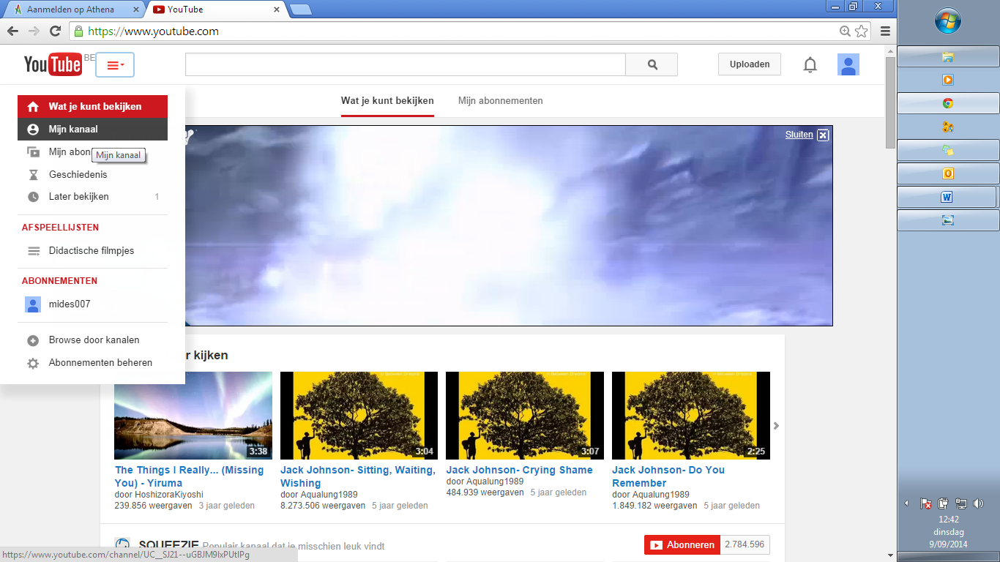 Aanmelden op Athena
YouTube
https://www.youtube.com
YouTube BE
Uploaden
Wat je kunt bekijken
Mijn abonnementen
Wat je kunt bekijken
Mijn kanaal
Mijn abon
Mijn kanaal
Geschiedenis
Later bekijken 1
AFSPEELLIJSTEN
Didactische filmpjes
ABONNEMENTEN
mides007
Browse door kanalen
Abonnementen beheren
Sluiten
r kijken
3:38
3:04
3:07
2:25
The Things I Really... (Missing
You) - Yiruma
door HoshizoraKiyoshi
239.856 weergaven 3 jaar geleden
Jack Johnson- Sitting, Waiting,
Wishing
door Aqualung1989
8.273.506 weergaven 5 jaar geleden
Jack Johnson- Crying Shame
door Aqualung1989
484.939 weergaven 5 jaar geleden
Jack Johnson- Do You
Remember
door Aqualung1989
1.849.182 weergaven 5 jaar geleden
SQUEEZIE Populair kanaal dat je misschien leuk vindt
Abonneren 2.784.596
https://www.youtube.com/channel/UC__SJ21--uGBJM9IxPUtIPg
12:42
dinsdag
9/09/2014